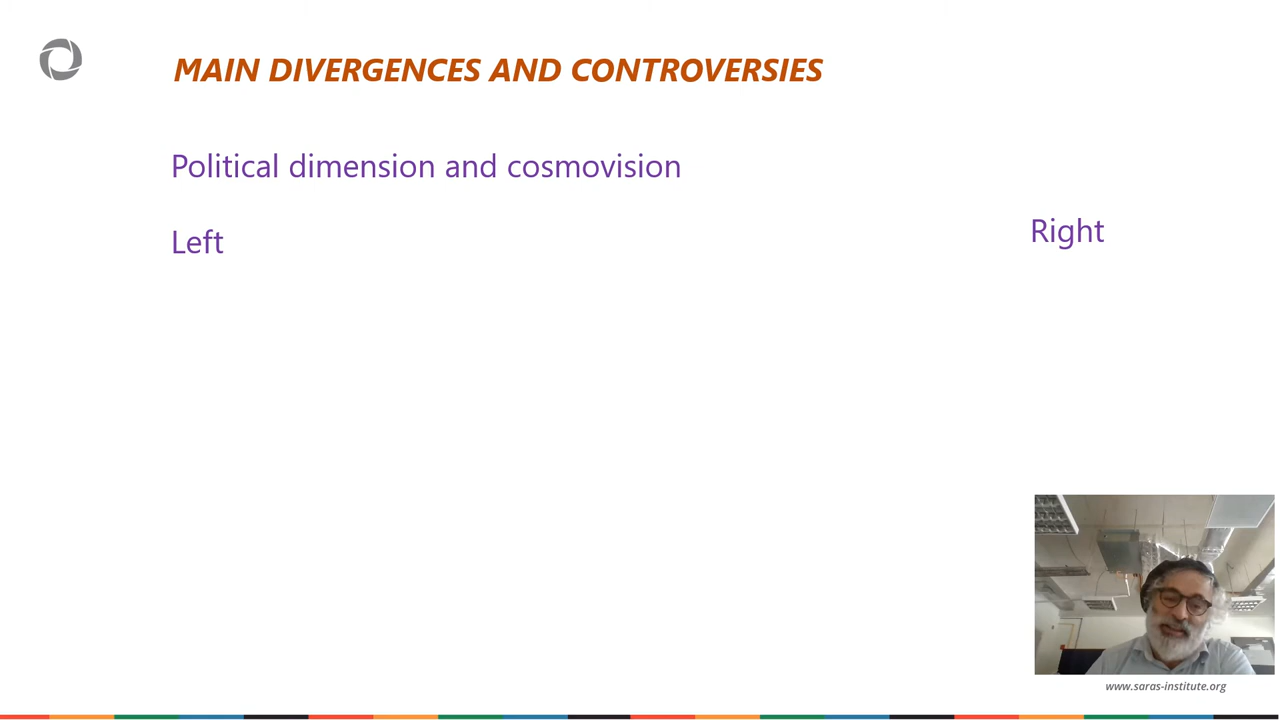 MAIN DIVERGENCES AND CONTROVERSIES
Political dimension and cosmovision
Left
Right
www.saras-institute.org